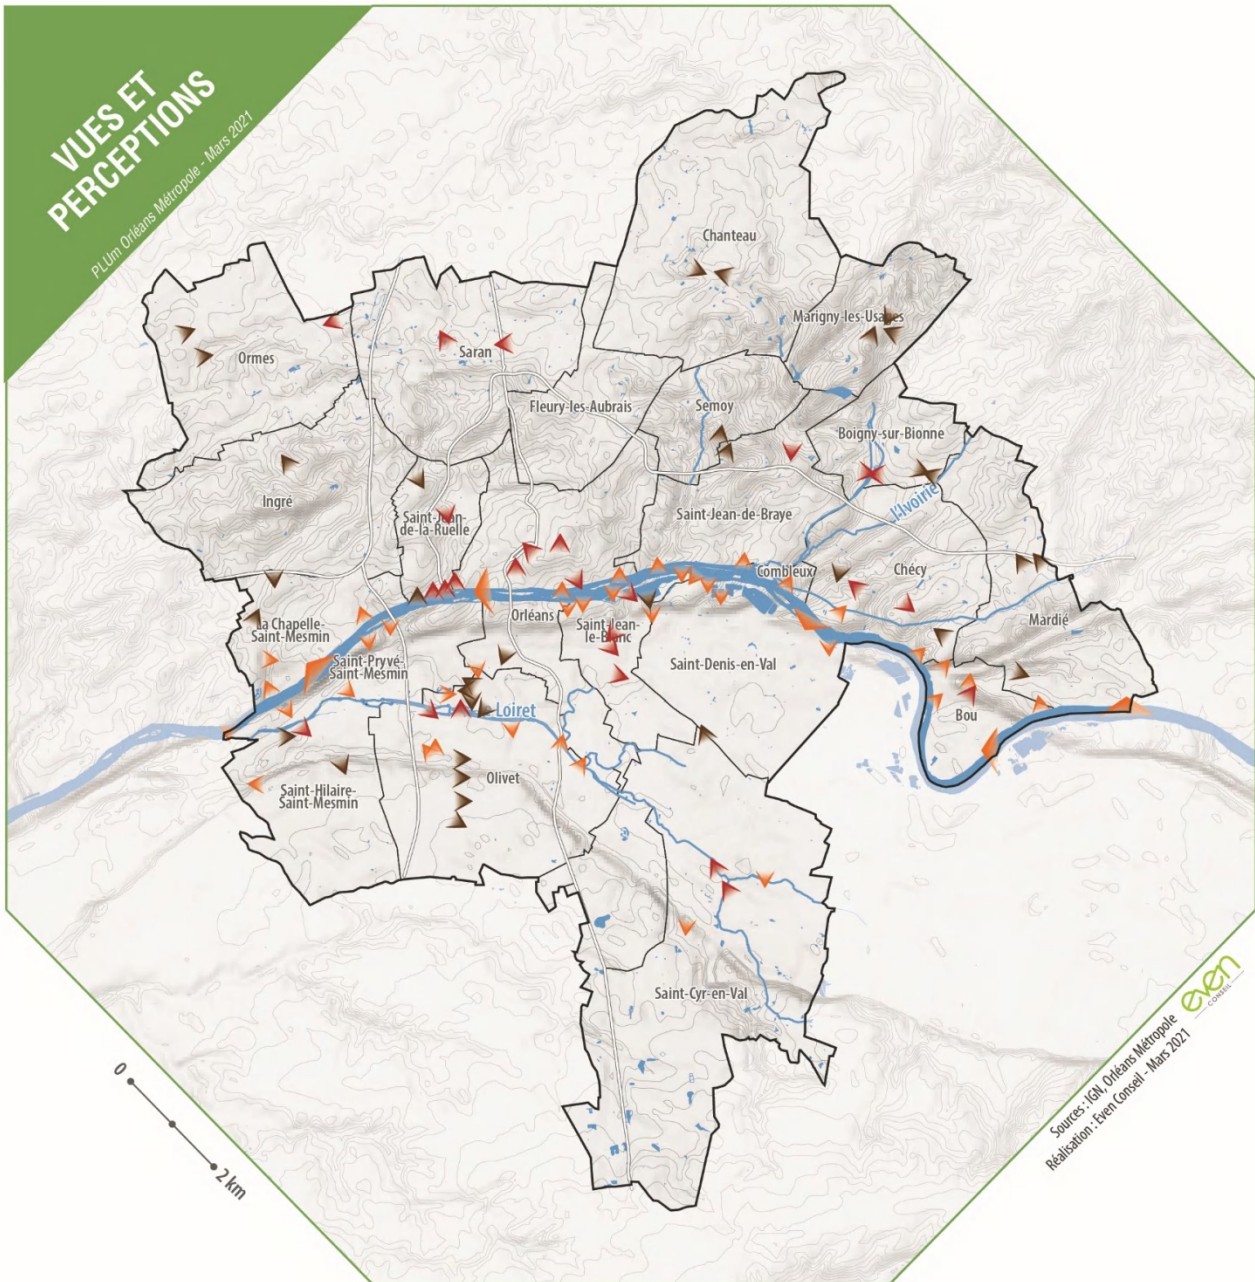 VUES ET
PERCEPTIONS
PLUm Orléans Métropole - Mars 2021
Chanteau
Marigny-les-Usages
Ormes
Saran
Fleury-les-Aubrais
Semoy
Boigny-sur-Bionne
Ingré
l'Ivoirie
Saint-Jean-
de-la-Ruelle
Saint-Jean-de-Braye
Combleux
Chécy
Orléans
La Chapelle-
Saint-Mesmin
Saint-Jean-
le-Blanc
Mardié
Saint-Pryvé-
Saint-Mesmin
Saint-Denis-en-Val
Loiret
Bou
Olivet
Saint-Hilaire-
Saint-Mesmin
Saint-Cyr-en-Val
0
2 km
even
CONSEIL
Sources : IGN, Orléans Métropole
Réalisation : Even Conseil - Mars 2021